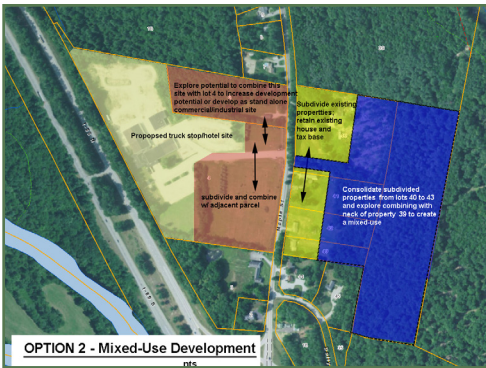 Explore potential to combine this
site with lot 4 to increase development
potential or develop as stand alone
commercial/industrial site
Subdivide existing
properties;
retain existing
house and
tax base
Propopsed truck stop/hotel site
subdivide and combine
w/ adjacent parcel
Consolidate subdivided
properties from lots 40 to 43
and explore combining with
neck of property 39 to create
a mixed-use
OPTION 2 - Mixed-Use Development
pts